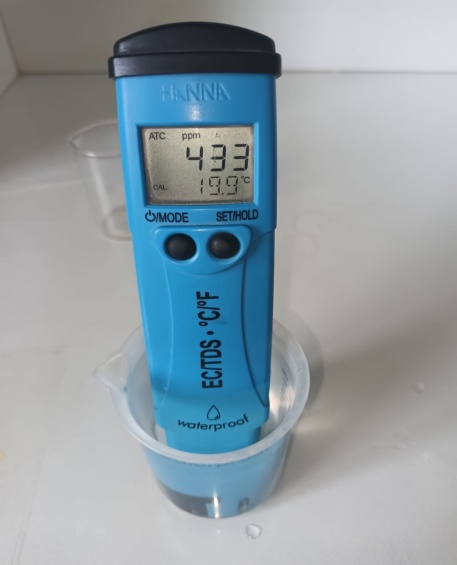 HANNA
ATC ppm
433
CAL 19.9 °C
⏻/MODE SET/HOLD
EC/TDS • °C/°F
waterproof